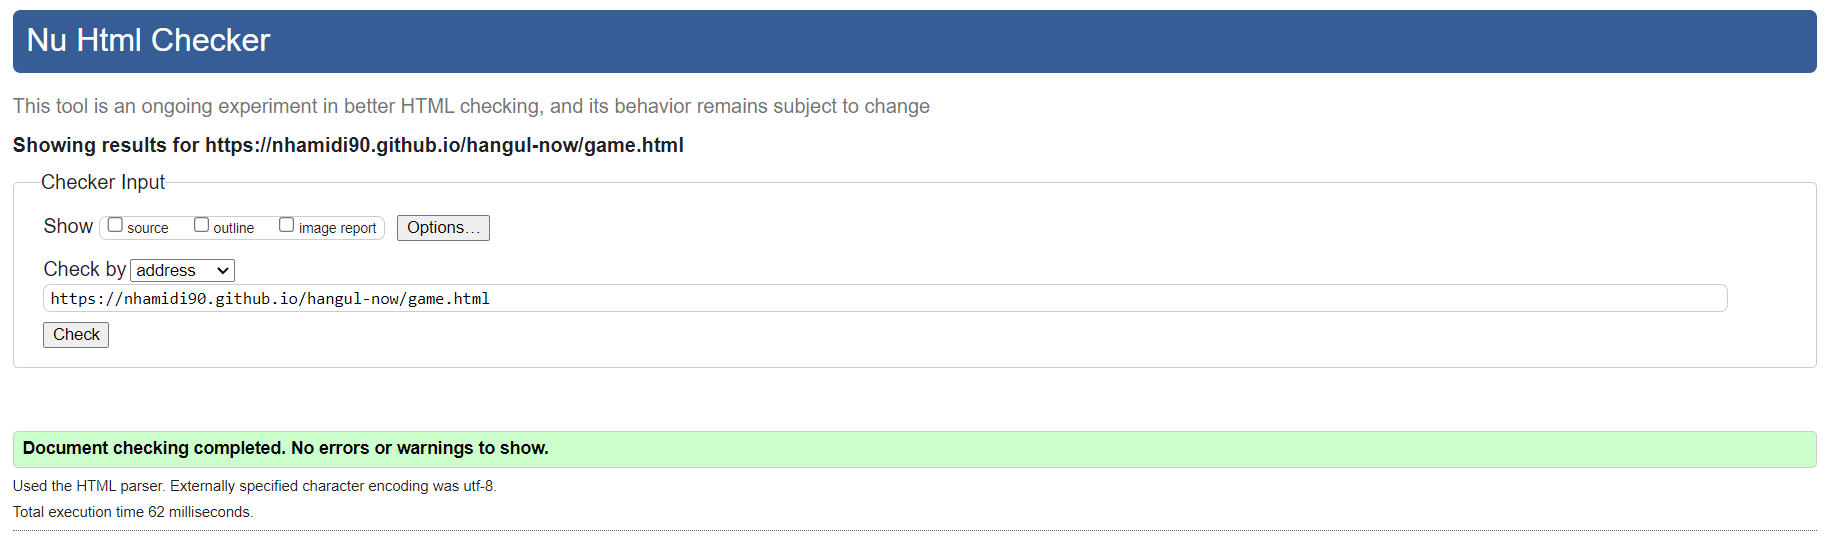 Nu Html Checker
This tool is an ongoing experiment in better HTML checking, and its behavior remains subject to change
Showing results for https://nhamidi90.github.io/hangul-now/game.html
Checker Input
Show source outline image report Options...
Check by address
https://nhamidi90.github.io/hangul-now/game.html
Check
Document checking completed. No errors or warnings to show.
Used the HTML parser. Externally specified character encoding was utf-8.
Total execution time 62 milliseconds.